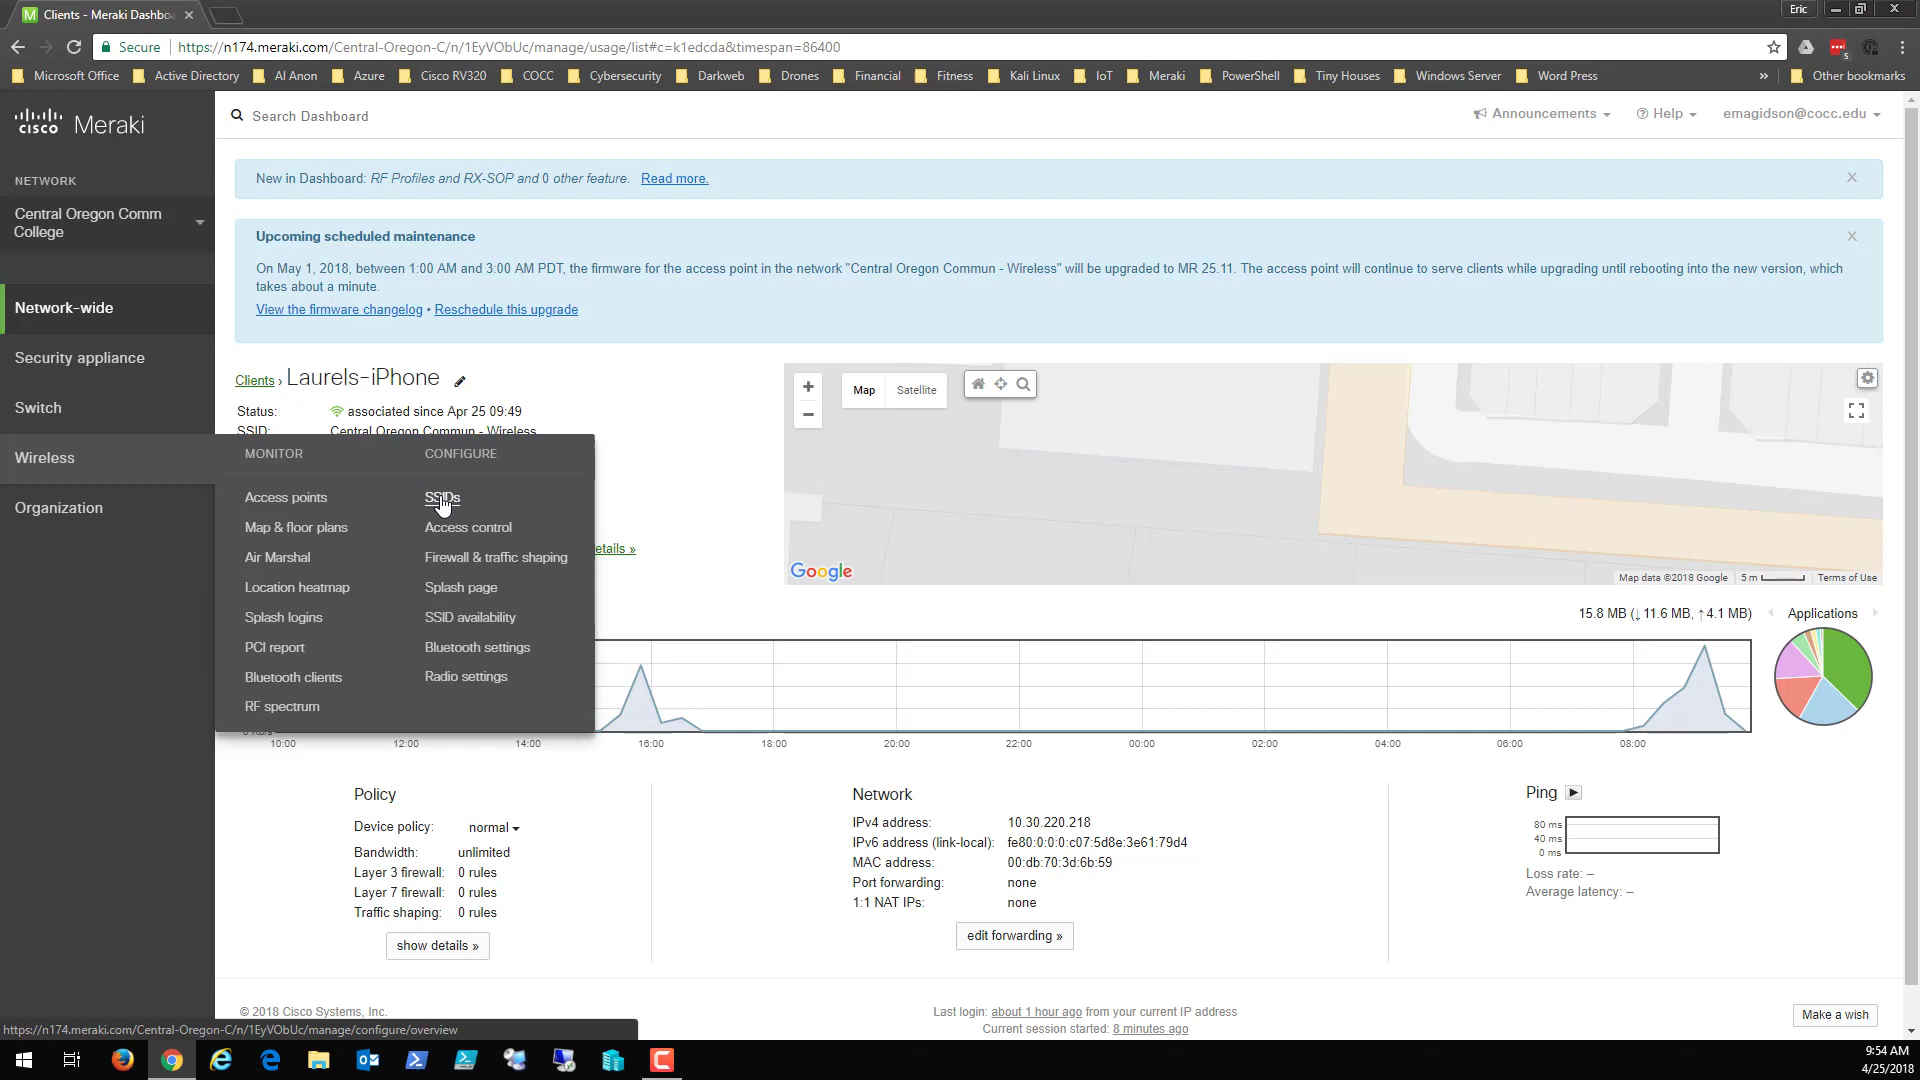 Clients - Meraki Dashboa
Eric
Secure
https://n174.meraki.com/Central-Oregon-C/n/1EyVObUc/manage/usage/list#c=k1edcda&timespan=86400
5
Microsoft Office Active Directory Al Anon Azure Cisco RV320 COCC Cybersecurity Darkweb Drones Financial Fitness Kali Linux IoT Meraki PowerShell Tiny Houses Windows Server Word Press » Other bookmarks
cisco Meraki
Search Dashboard
Announcements Help emagidson@cocc.edu
NETWORK
Central Oregon Comm
College
Network-wide
Security appliance
Switch
Wireless
Organization
New in Dashboard: RF Profiles and RX-SOP and 0 other feature. Read more.
Upcoming scheduled maintenance
On May 1, 2018, between 1:00 AM and 3:00 AM PDT, the firmware for the access point in the network "Central Oregon Commun - Wireless" will be upgraded to MR 25.11. The access point will continue to serve clients while upgrading until rebooting into the new version, which
takes about a minute.
View the firmware changelog • Reschedule this upgrade
Clients › Laurels-iPhone
Status: associated since Apr 25 09:49
SSID: Central Oregon Commun - Wireless
MONITOR
Access points
Map & floor plans
Air Marshal
Location heatmap
Splash logins
PCI report
Bluetooth clients
RF spectrum
CONFIGURE
SSIDs
Access control
Firewall & traffic shaping
Splash page
SSID availability
Bluetooth settings
Radio settings
etails »
+
−
Map Satellite
Google
Map data ©2018 Google 5 m Terms of Use
15.8 MB (↓11.6 MB, ↑4.1 MB)
Applications
10:00 12:00 14:00 16:00 18:00 20:00 22:00 00:00 02:00 04:00 06:00 08:00
Policy
Device policy: normal
Bandwidth: unlimited
Layer 3 firewall: 0 rules
Layer 7 firewall: 0 rules
Traffic shaping: 0 rules
show details »
Network
IPv4 address: 10.30.220.218
IPv6 address (link-local): fe80:0:0:0:c07:5d8e:3e61:79d4
MAC address: 00:db:70:3d:6b:59
Port forwarding: none
1:1 NAT IPs: none
edit forwarding »
Ping
80 ms
40 ms
0 ms
Loss rate: –
Average latency: –
© 2018 Cisco Systems, Inc.
Last login: about 1 hour ago from your current IP address
Current session started: 8 minutes ago
Make a wish
https://n174.meraki.com/Central-Oregon-C/n/1EyVObUc/manage/configure/overview
9:54 AM
4/25/2018